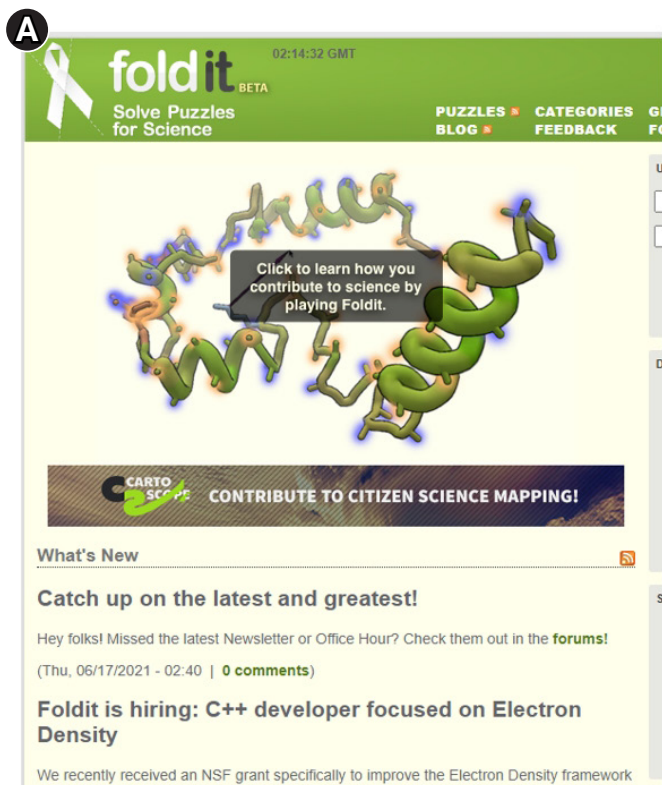 A
02:14:32 GMT
foldit BETA
Solve Puzzles
for Science
PUZZLES CATEGORIES
BLOG FEEDBACK
Click to learn how you
contribute to science by
playing Foldit.
CARTO
SCOPE
CONTRIBUTE TO CITIZEN SCIENCE MAPPING!
What's New
Catch up on the latest and greatest!
Hey folks! Missed the latest Newsletter or Office Hour? Check them out in the forums!
(Thu, 06/17/2021 - 02:40 | 0 comments)
Foldit is hiring: C++ developer focused on Electron
Density
We recently received an NSF grant specifically to improve the Electron Density framework